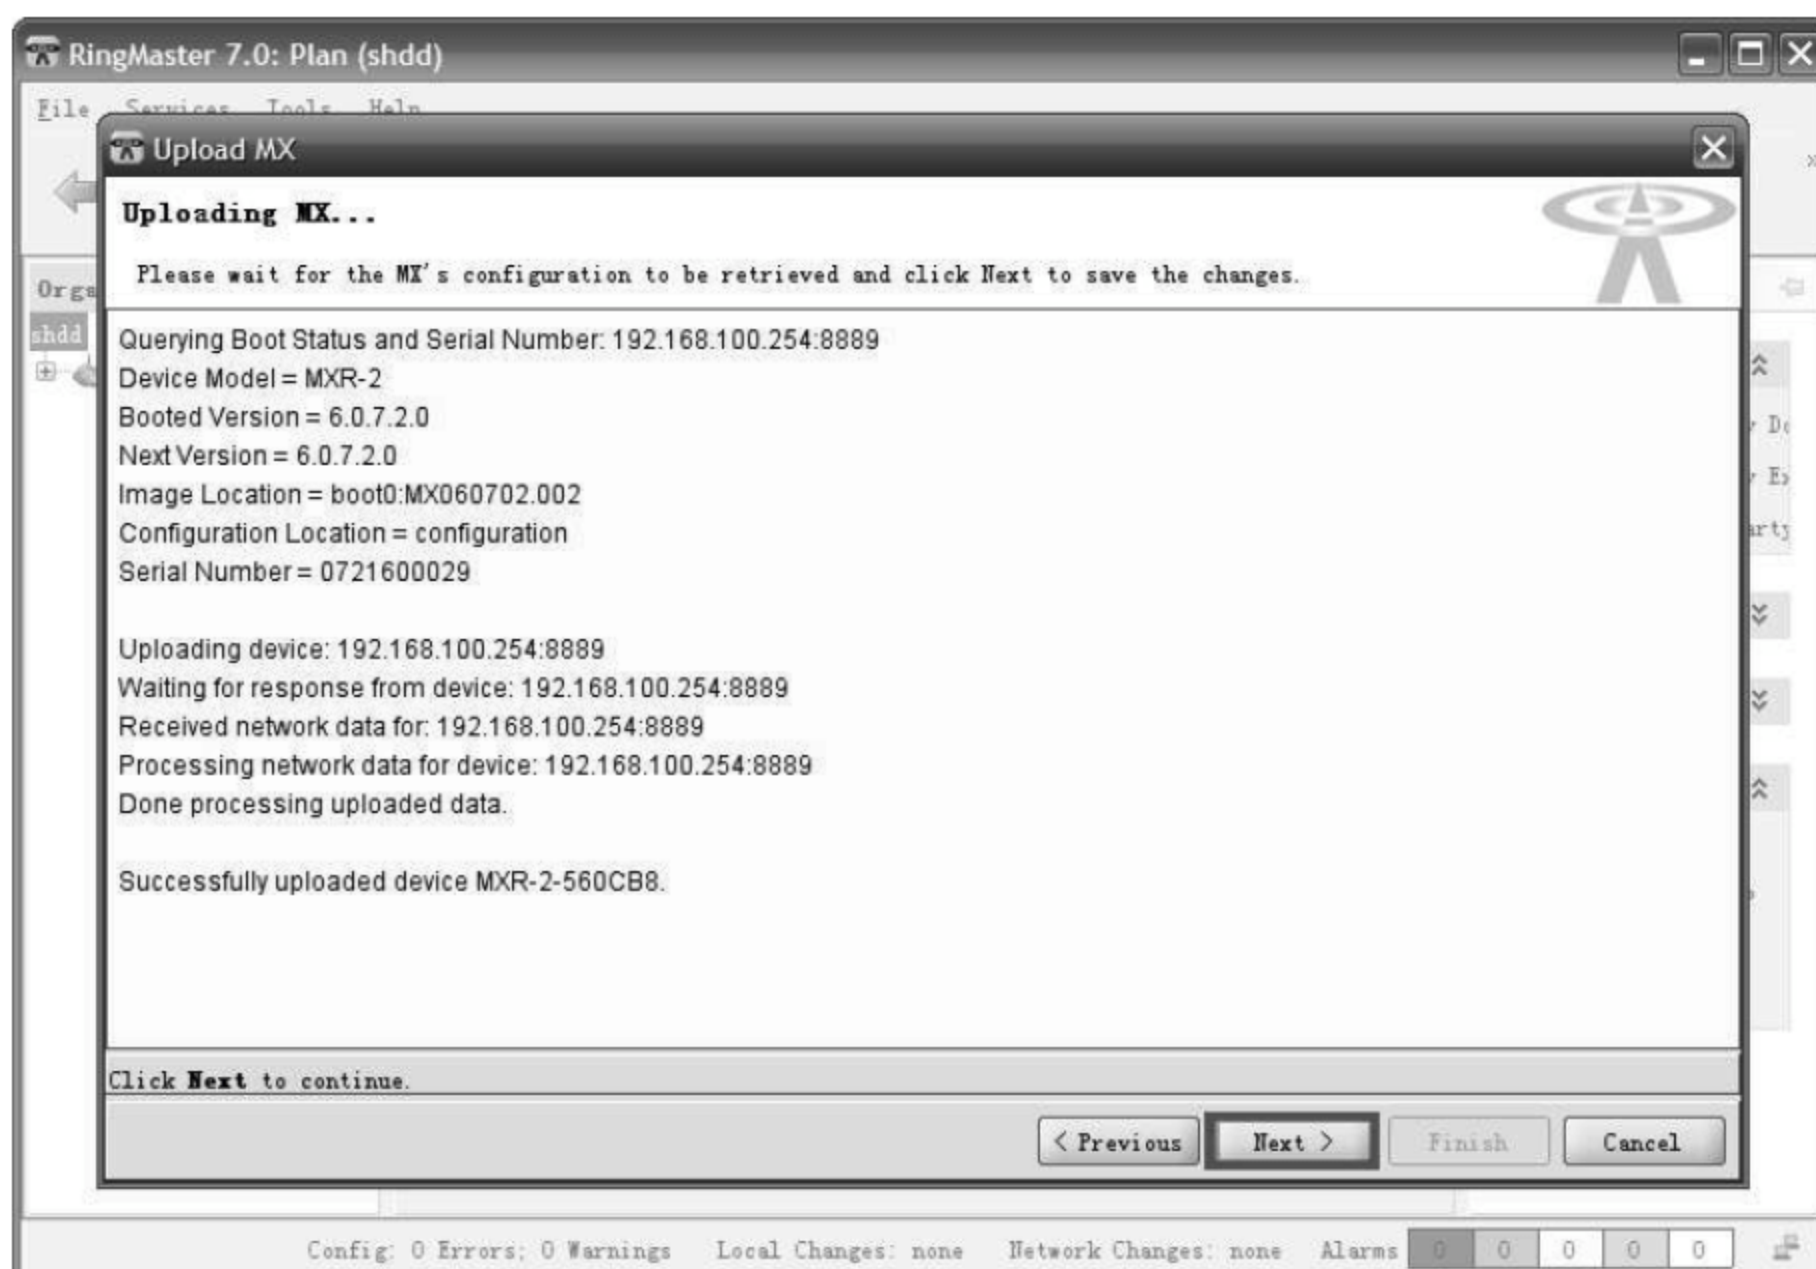 RingMaster 7.0: Plan (shdd)
File Services Tools Help
Upload MX
Uploading MX...
Please wait for the MX's configuration to be retrieved and click Next to save the changes.
shdd
Querying Boot Status and Serial Number: 192.168.100.254:8889
Device Model = MXR-2
Booted Version = 6.0.7.2.0
Next Version = 6.0.7.2.0
Image Location = boot0:MX060702.002
Configuration Location = configuration
Serial Number = 0721600029
Uploading device: 192.168.100.254:8889
Waiting for response from device: 192.168.100.254:8889
Received network data for: 192.168.100.254:8889
Processing network data for device: 192.168.100.254:8889
Done processing uploaded data.
Successfully uploaded device MXR-2-560CB8.
Click Next to continue.
< Previous Next > Finish Cancel
Config: 0 Errors; 0 Warnings Local Changes: none Network Changes: none Alarms 0 0 0 0 0